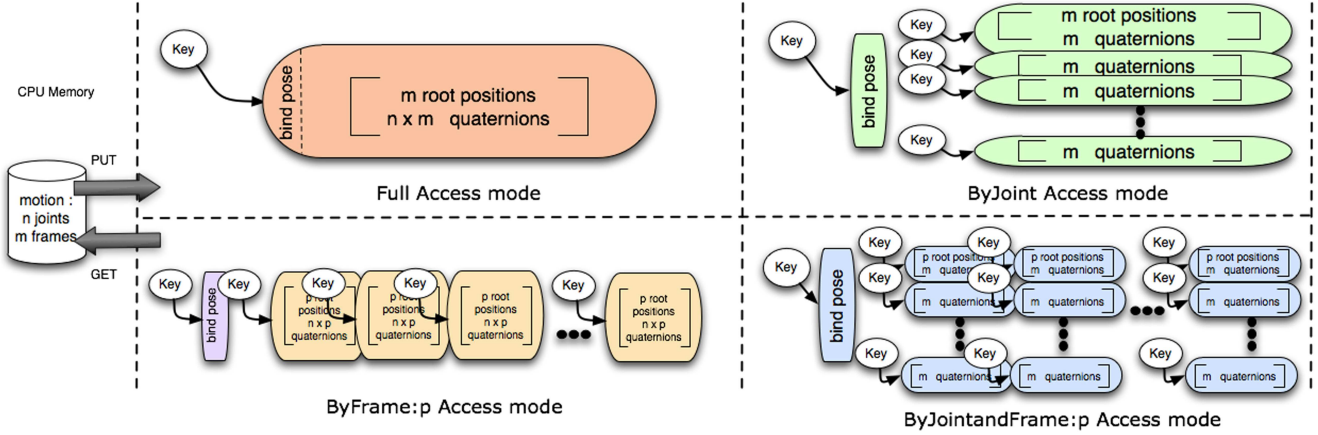 CPU Memory
PUT
motion :
n joints
m frames
GET
Key
bind pose
m root positions
n x m quaternions
Full Access mode
Key
bind pose
Key
m root positions
m quaternions
Key
m quaternions
Key
m quaternions
Key
m quaternions
ByJoint Access mode
Key
bind pose
Key
p root
positions
n x p
quaternions
Key
p root
positions
n x p
quaternions
Key
p root
positions
n x p
quaternions
Key
p root
positions
n x p
quaternions
ByFrame:p Access mode
Key
bind pose
Key
p root positions
m quaternions
Key
p root positions
m quaternions
Key
p root positions
m quaternions
Key
m quaternions
Key
m quaternions
Key
m quaternions
Key
m quaternions
Key
m quaternions
Key
m quaternions
ByJointandFrame:p Access mode